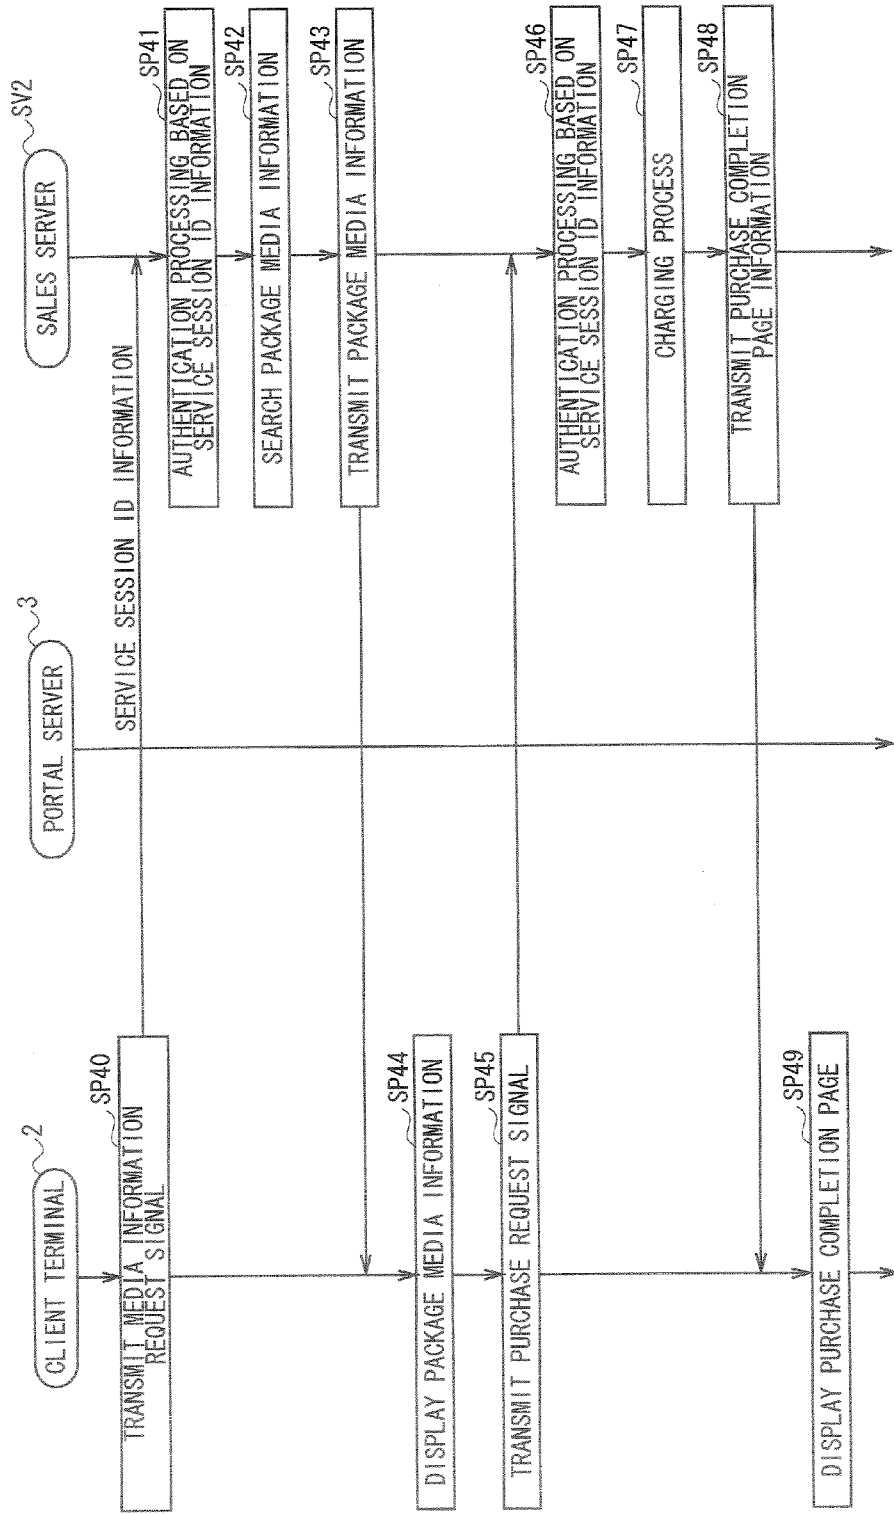 CLIENT TERMINAL
2
PORTAL SERVER
3
SALES SERVER
SV2
SP40
TRANSMIT MEDIA INFORMATION
REQUEST SIGNAL
SERVICE SESSION ID INFORMATION
SP41
AUTHENTICATION PROCESSING BASED ON
SERVICE SESSION ID INFORMATION
SP42
SEARCH PACKAGE MEDIA INFORMATION
SP43
TRANSMIT PACKAGE MEDIA INFORMATION
SP44
DISPLAY PACKAGE MEDIA INFORMATION
SP45
TRANSMIT PURCHASE REQUEST SIGNAL
SP46
AUTHENTICATION PROCESSING BASED ON
SERVICE SESSION ID INFORMATION
SP47
CHARGING PROCESS
SP48
TRANSMIT PURCHASE COMPLETION
PAGE INFORMATION
SP49
DISPLAY PURCHASE COMPLETION PAGE